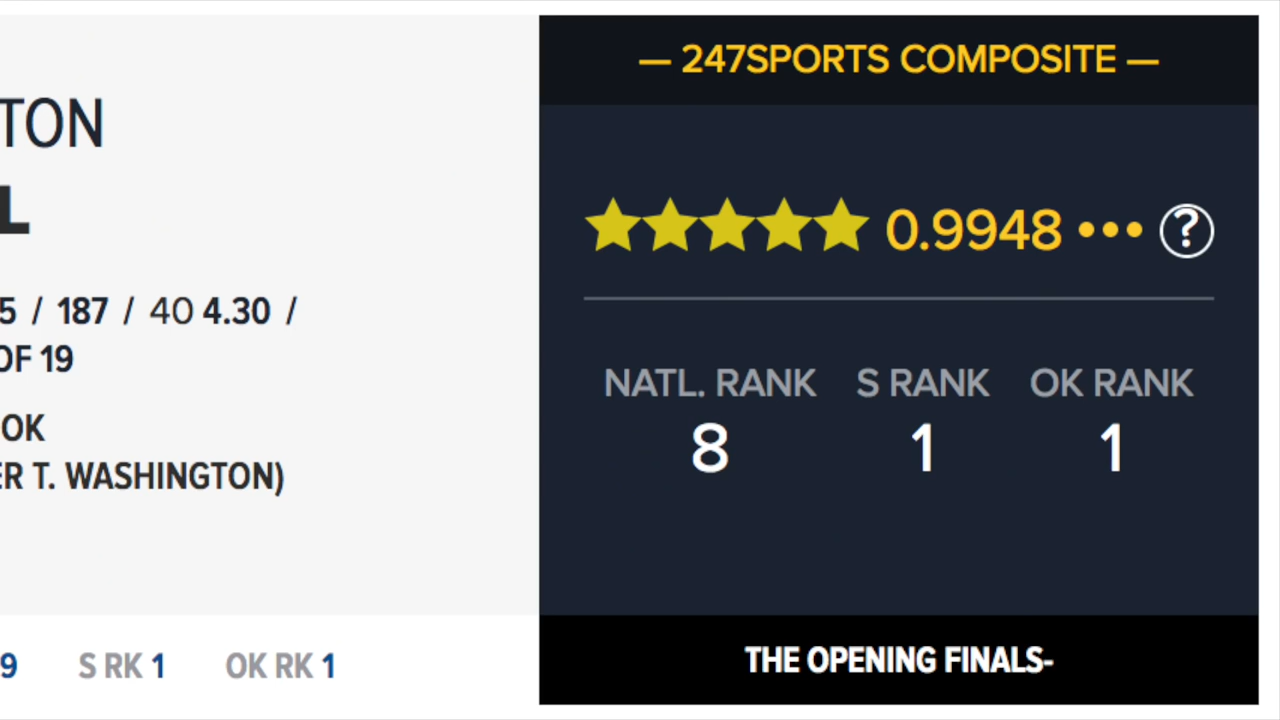 TON
L
5 / 187 / 40 4.30 /
OF 19
OK
ER T. WASHINGTON)
9 S RK 1 OK RK 1
— 247SPORTS COMPOSITE —
0.9948 ••• ?
NATL. RANK S RANK OK RANK
8 1 1
THE OPENING FINALS-